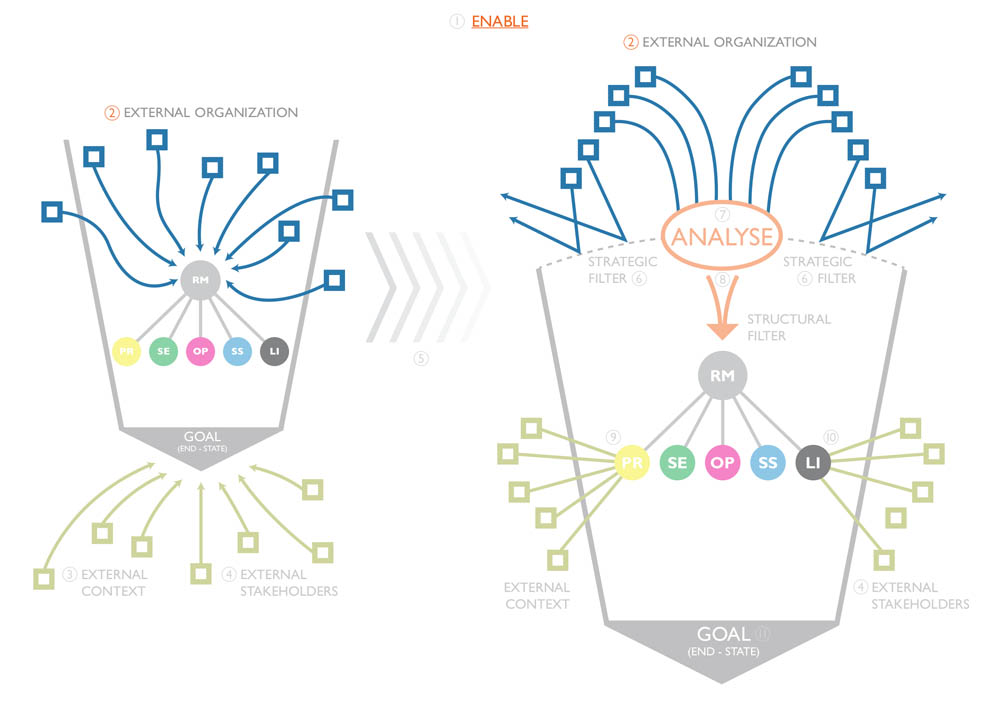 ① ENABLE
② EXTERNAL ORGANIZATION
② EXTERNAL ORGANIZATION
RM
PR
SE
OP
SS
LI
GOAL
(END - STATE)
③ EXTERNAL
CONTEXT
④ EXTERNAL
STAKEHOLDERS
⑤
⑦
ANALYSE
STRATEGIC
FILTER ⑥
STRATEGIC
⑥ FILTER
⑧
STRUCTURAL
FILTER
RM
⑨
⑩
PR
SE
OP
SS
LI
EXTERNAL
CONTEXT
④ EXTERNAL
STAKEHOLDERS
GOAL ⑪
(END - STATE)